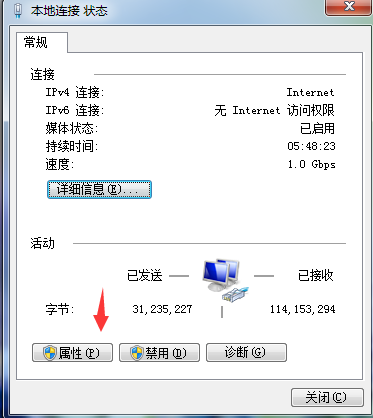 本地连接 状态
常规
连接
IPv4 连接: Internet
IPv6 连接: 无 Internet 访问权限
媒体状态: 已启用
持续时间: 05:48:23
速度: 1.0 Gbps
详细信息(E)...
活动
已发送 — — 已接收
字节: 31,235,227 | 114,153,294
属性(P) 禁用(D) 诊断(G)
关闭(C)